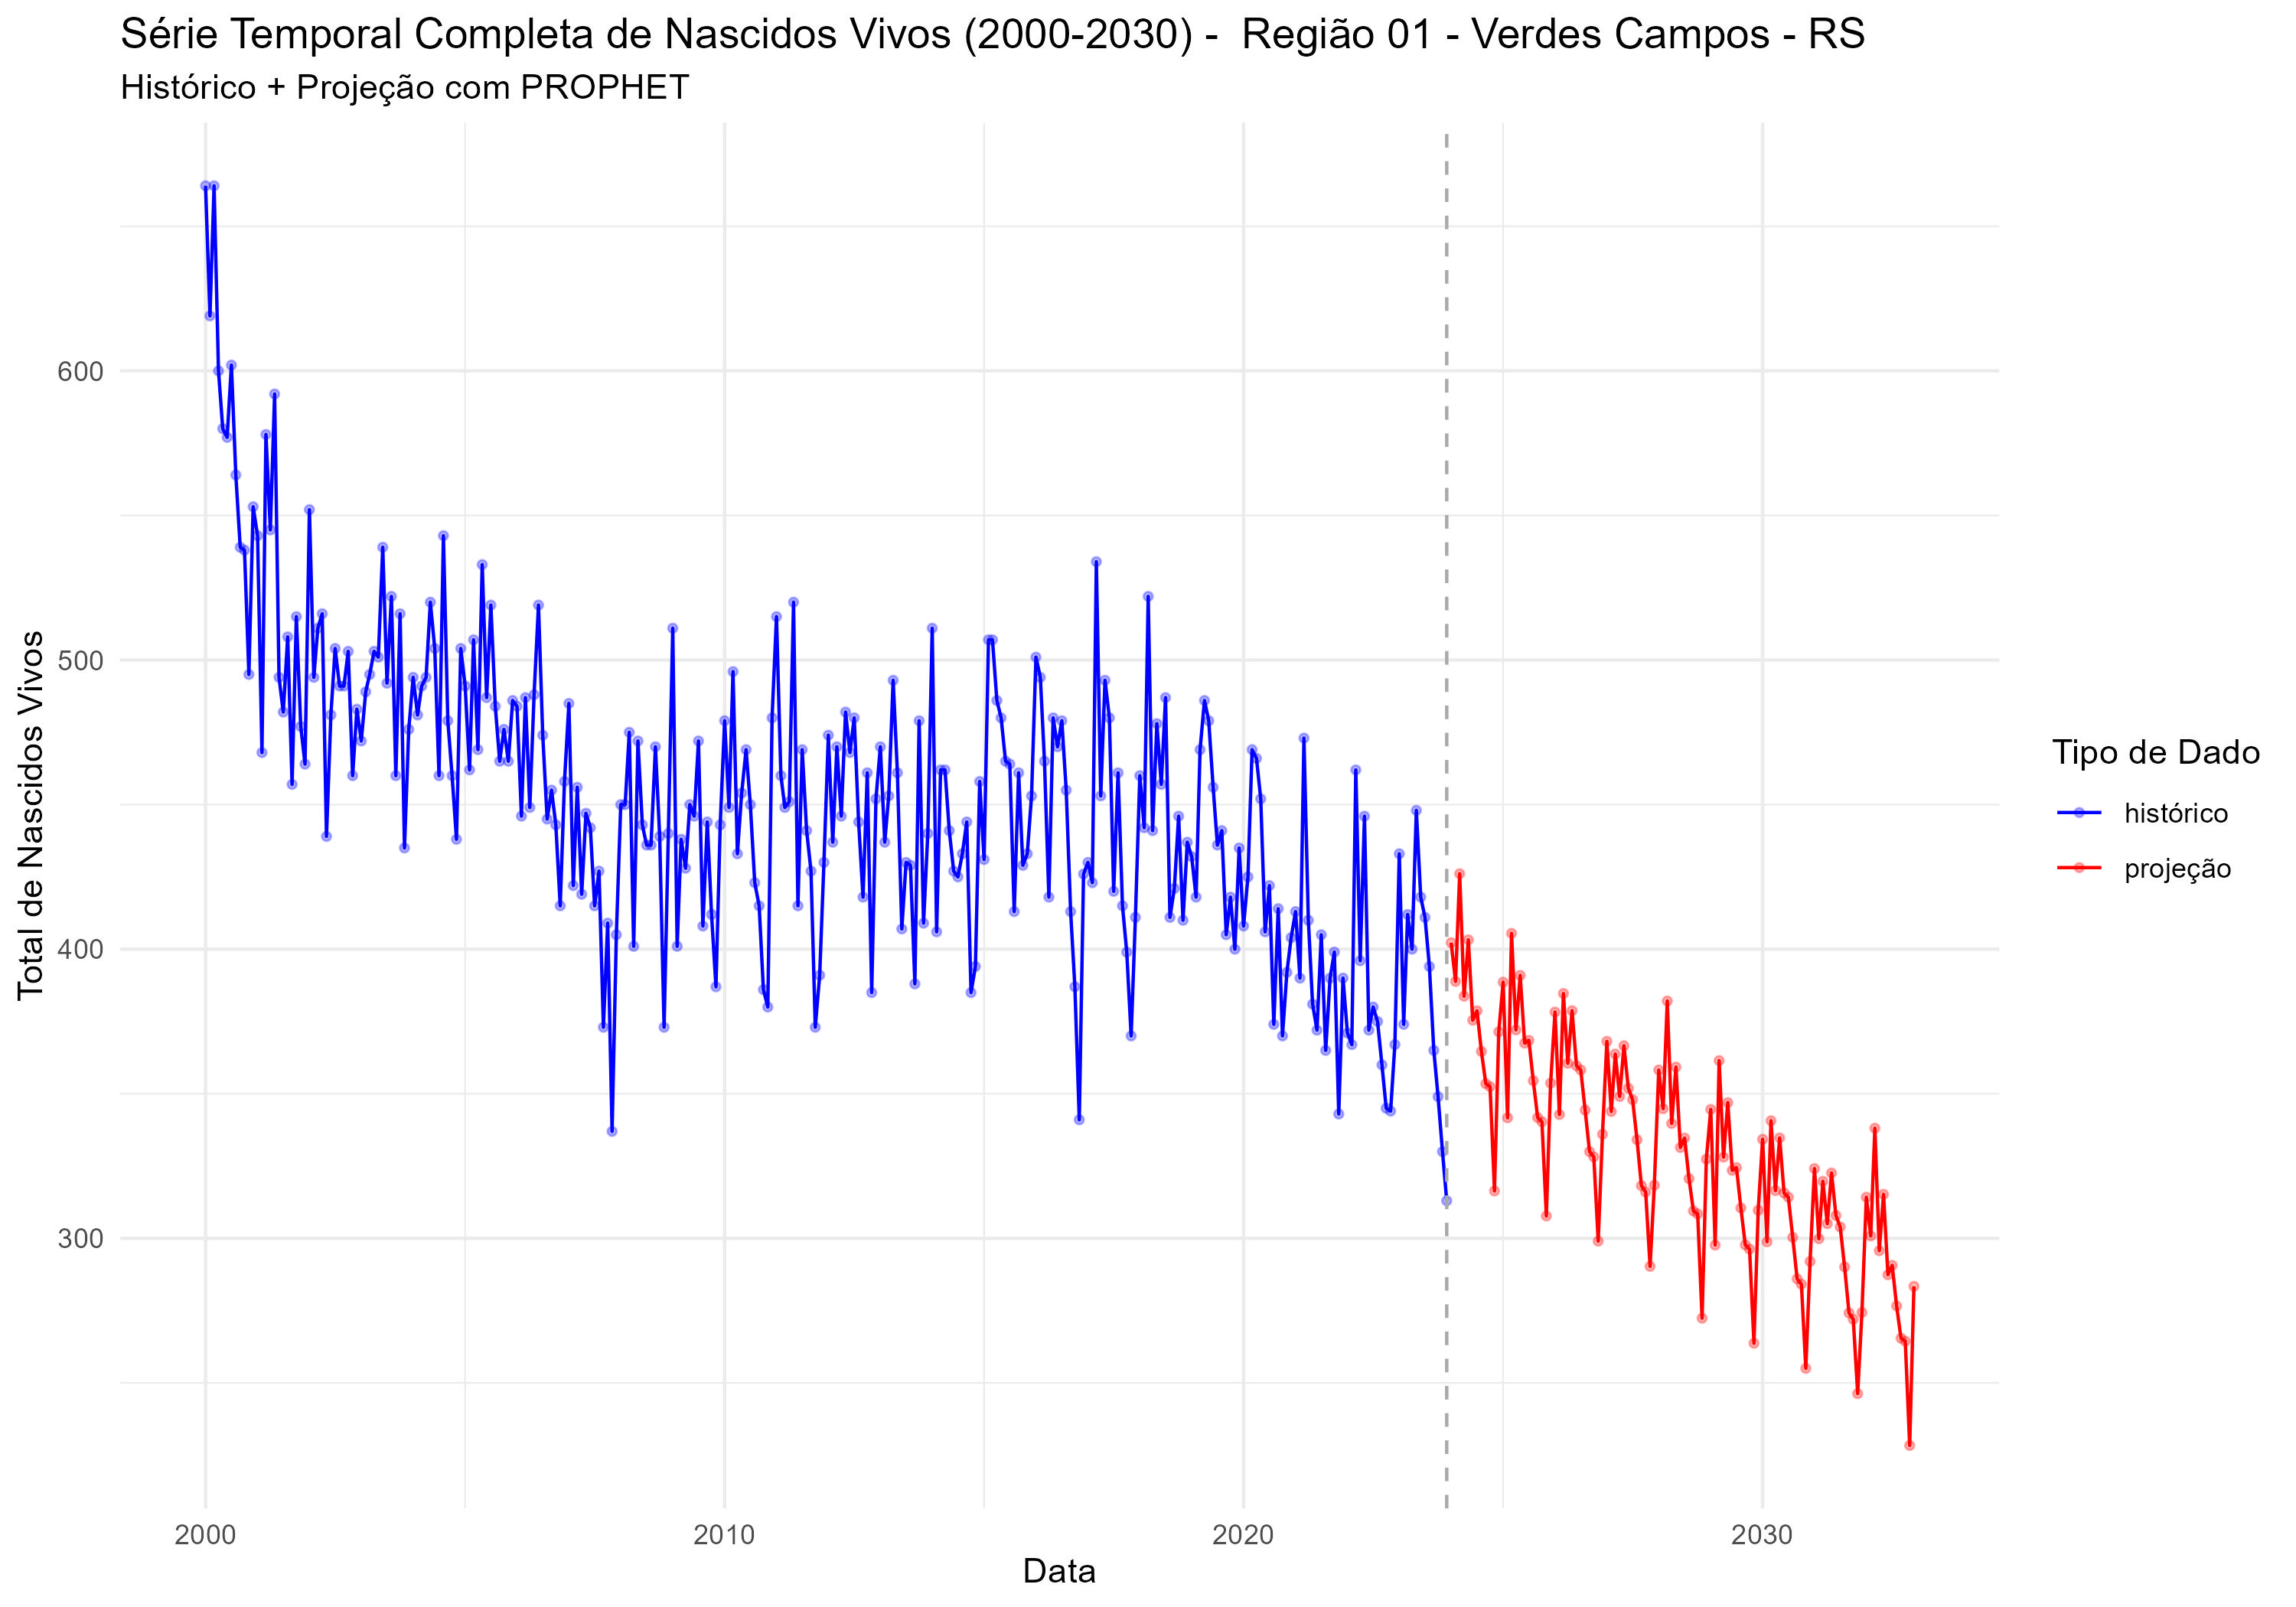 Série Temporal Completa de Nascidos Vivos (2000-2030) -  Região 01 - Verdes Campos - RS
Histórico + Projeção com PROPHET
Total de Nascidos Vivos
600
500
400
300
2000
2010
2020
2030
Data
Tipo de Dado
histórico
projeção